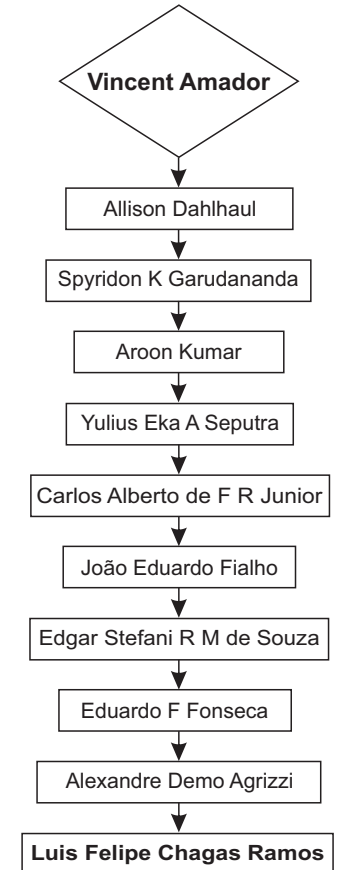 Vincent Amador
Allison Dahlhaul
Spyridon K Garudananda
Aroon Kumar
Yulius Eka A Seputra
Carlos Alberto de F R Junior
João Eduardo Fialho
Edgar Stefani R M de Souza
Eduardo F Fonseca
Alexandre Demo Agrizzi
Luis Felipe Chagas Ramos